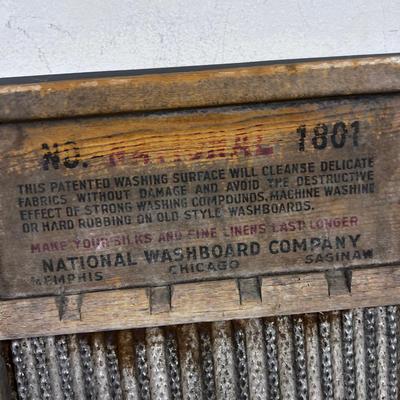 NO. NATIONAL 1801
THIS PATENTED WASHING SURFACE WILL CLEANSE DELICATE
FABRICS WITHOUT DAMAGE AND AVOID THE DESTRUCTIVE
EFFECT OF STRONG WASHING COMPOUNDS, MACHINE WASHING
OR HARD RUBBING ON OLD STYLE WASHBOARDS.
MAKE YOUR SILKS AND FINE LINENS LAST LONGER
NATIONAL WASHBOARD COMPANY
MEMPHIS CHICAGO SAGINAW